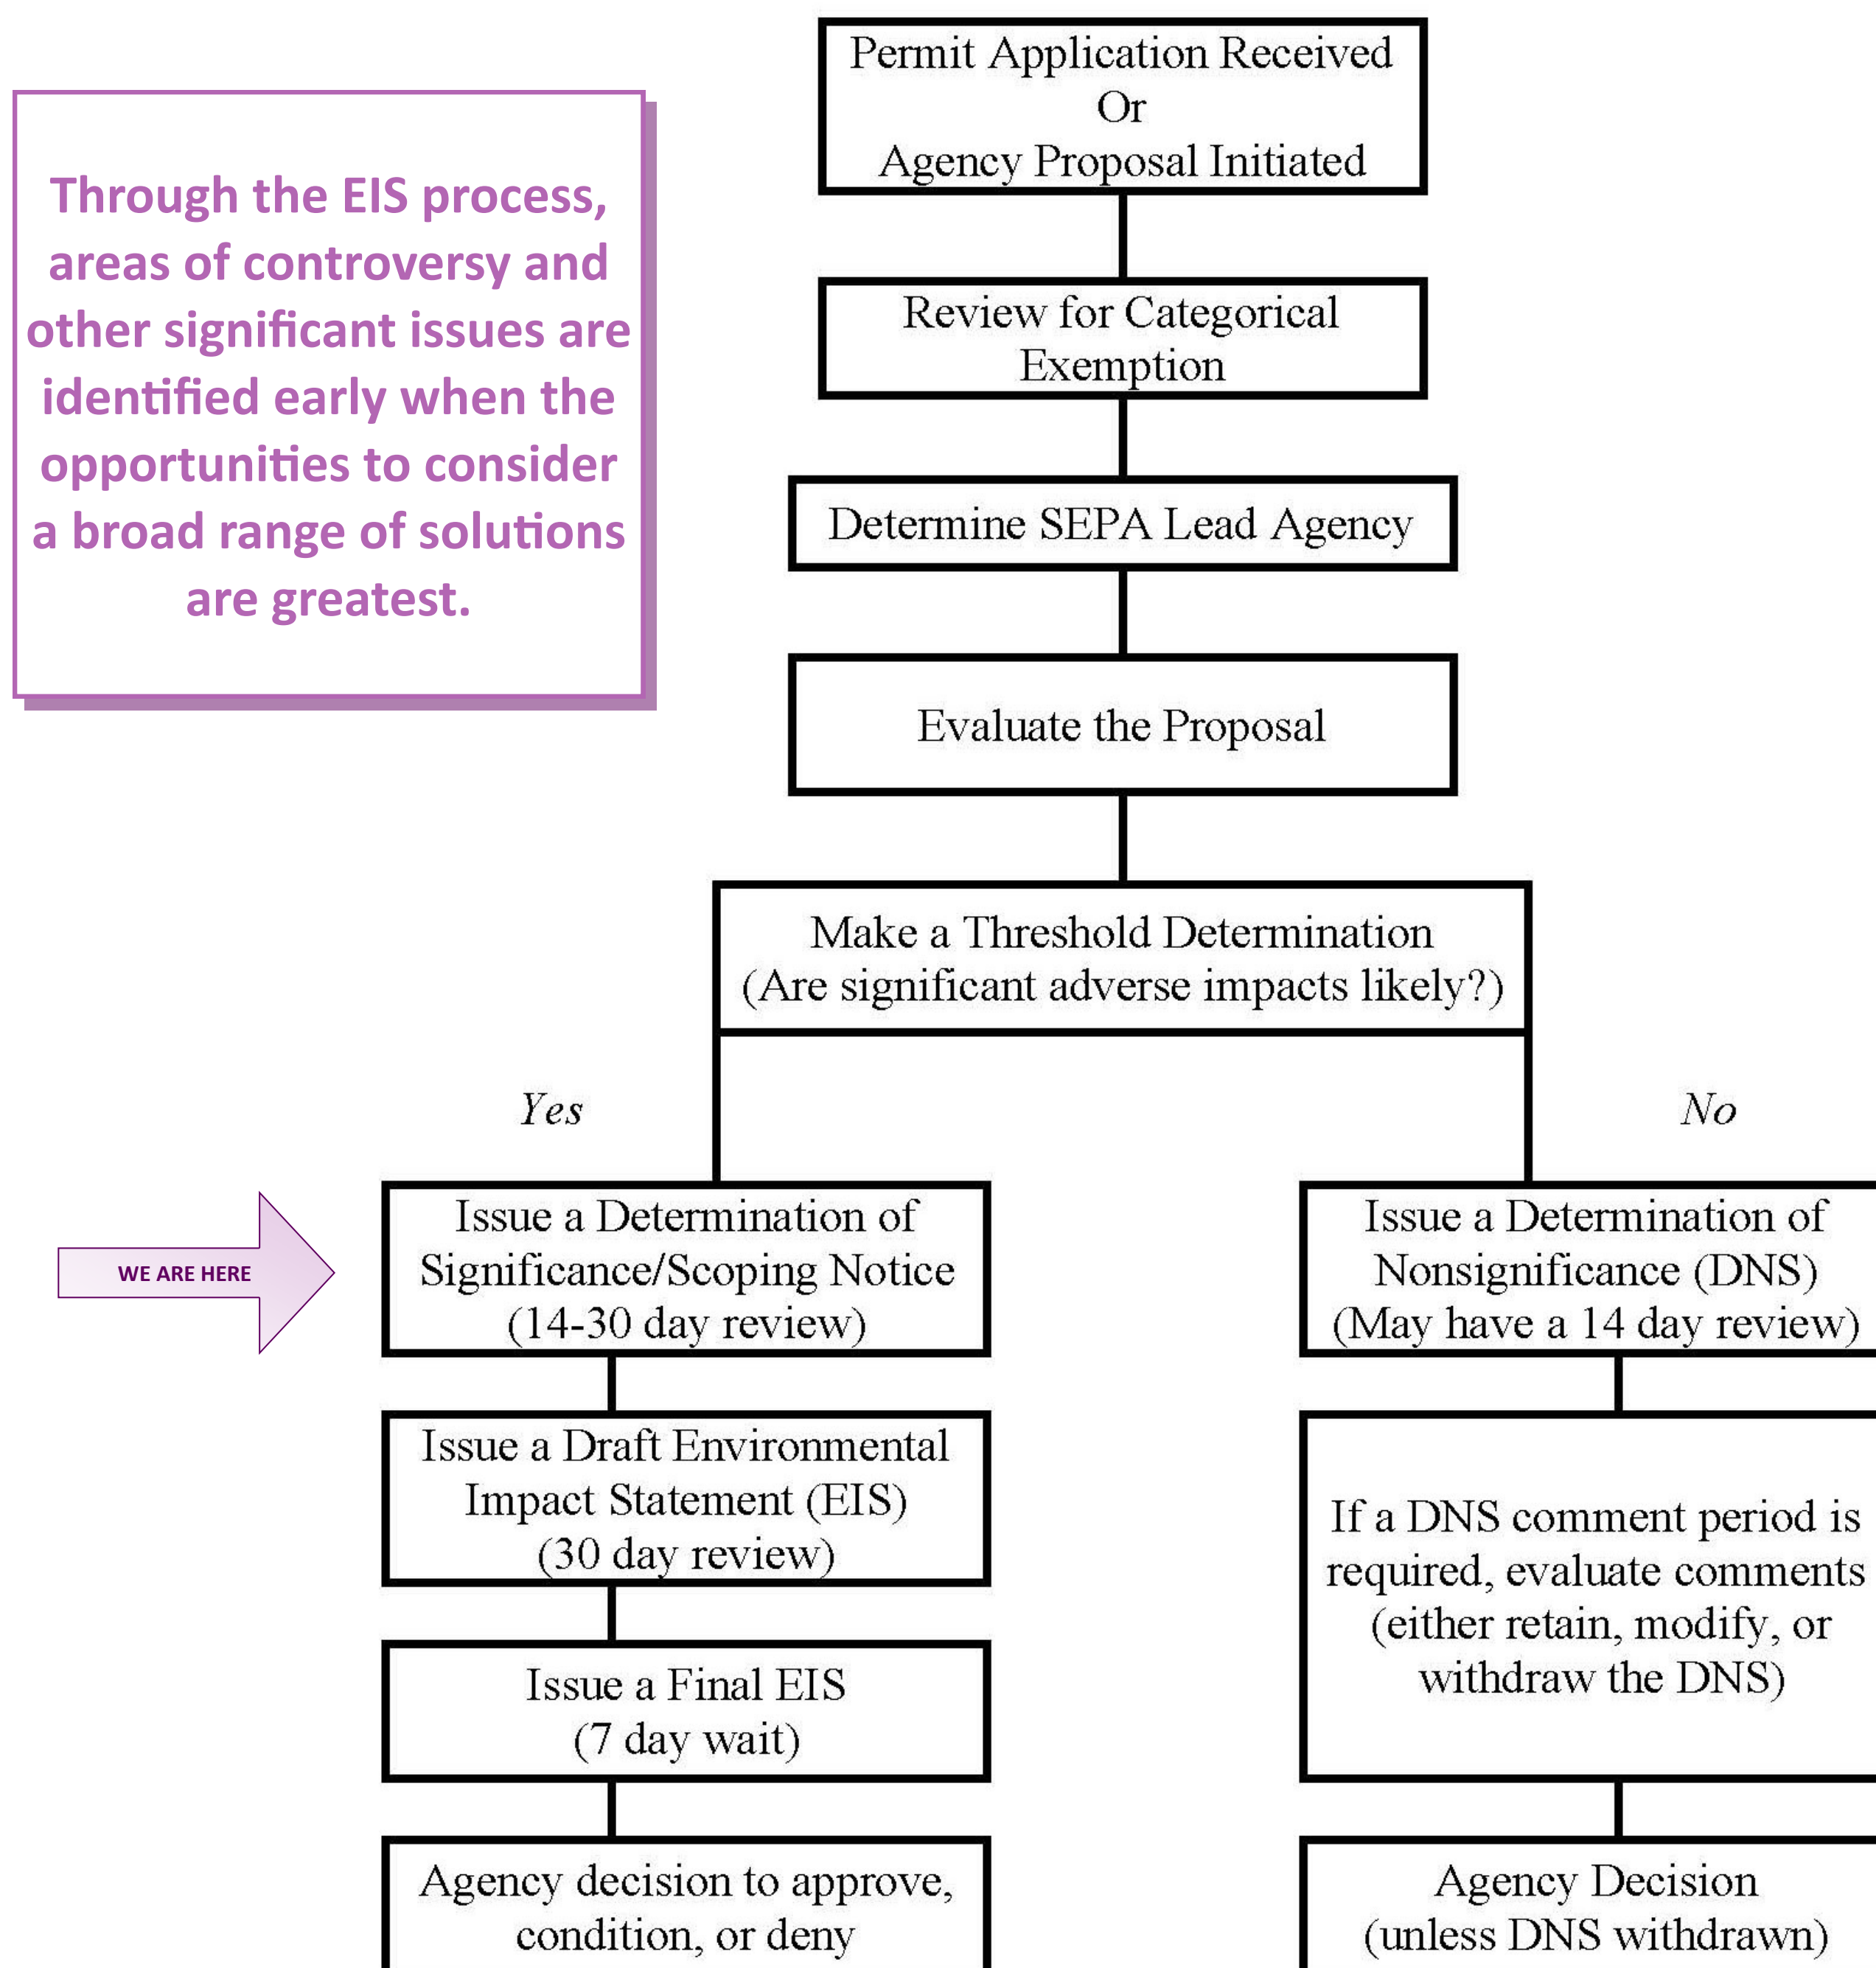 Permit Application Received
Or
Agency Proposal Initiated
Through the EIS process,
areas of controversy and
other significant issues are
identified early when the
opportunities to consider
a broad range of solutions
are greatest.
Review for Categorical
Exemption
Determine SEPA Lead Agency
Evaluate the Proposal
Make a Threshold Determination
(Are significant adverse impacts likely?)
Yes
No
WE ARE HERE
Issue a Determination of
Significance/Scoping Notice
(14-30 day review)
Issue a Draft Environmental
Impact Statement (EIS)
(30 day review)
Issue a Final EIS
(7 day wait)
Agency decision to approve,
condition, or deny
Issue a Determination of
Nonsignificance (DNS)
(May have a 14 day review)
If a DNS comment period is
required, evaluate comments
(either retain, modify, or
withdraw the DNS)
Agency Decision
(unless DNS withdrawn)